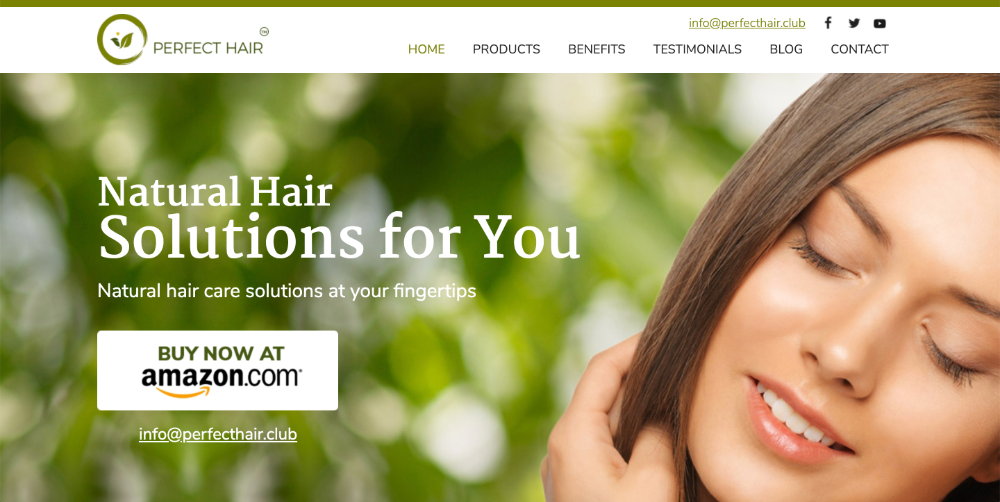 info@perfecthair.club
PERFECT HAIR
HOME PRODUCTS BENEFITS TESTIMONIALS BLOG CONTACT
Natural Hair
Solutions for You
Natural hair care solutions at your fingertips
BUY NOW AT
amazon.com
info@perfecthair.club